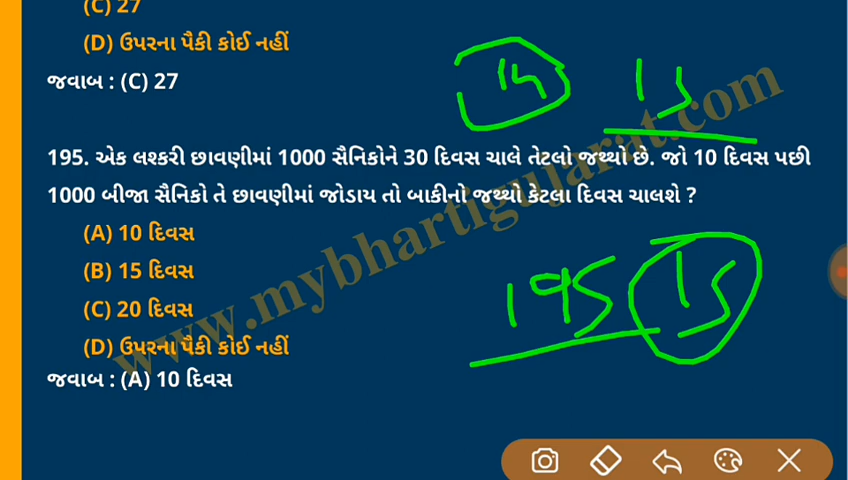 (C) 27
(D) ઉપરના પૈકી કોઈ નહીં
જવાબ : (C) 27
15
15
195. એક લશ્કરી છાવણીમાં 1000 સૈનિકોને 30 દિવસ ચાલે તેટલો જથ્થો છે. જો 10 દિવસ પછી
1000 બીજા સૈનિકો તે છાવણીમાં જોડાય તો બાકીનો જથ્થો કેટલા દિવસ ચાલશે ?
(A) 10 દિવસ
(B) 15 દિવસ
(C) 20 દિવસ
(D) ઉપરના પૈકી કોઈ નહીં
જવાબ : (A) 10 દિવસ
195 15
www.mybhartigujarat.com